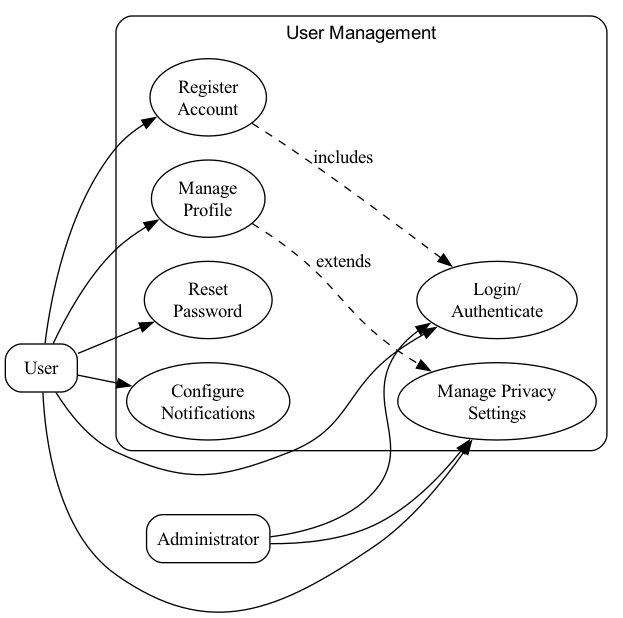 User Management
Register
Account
includes
Manage
Profile
extends
Reset
Password
Login/
Authenticate
User
Configure
Notifications
Manage Privacy
Settings
Administrator